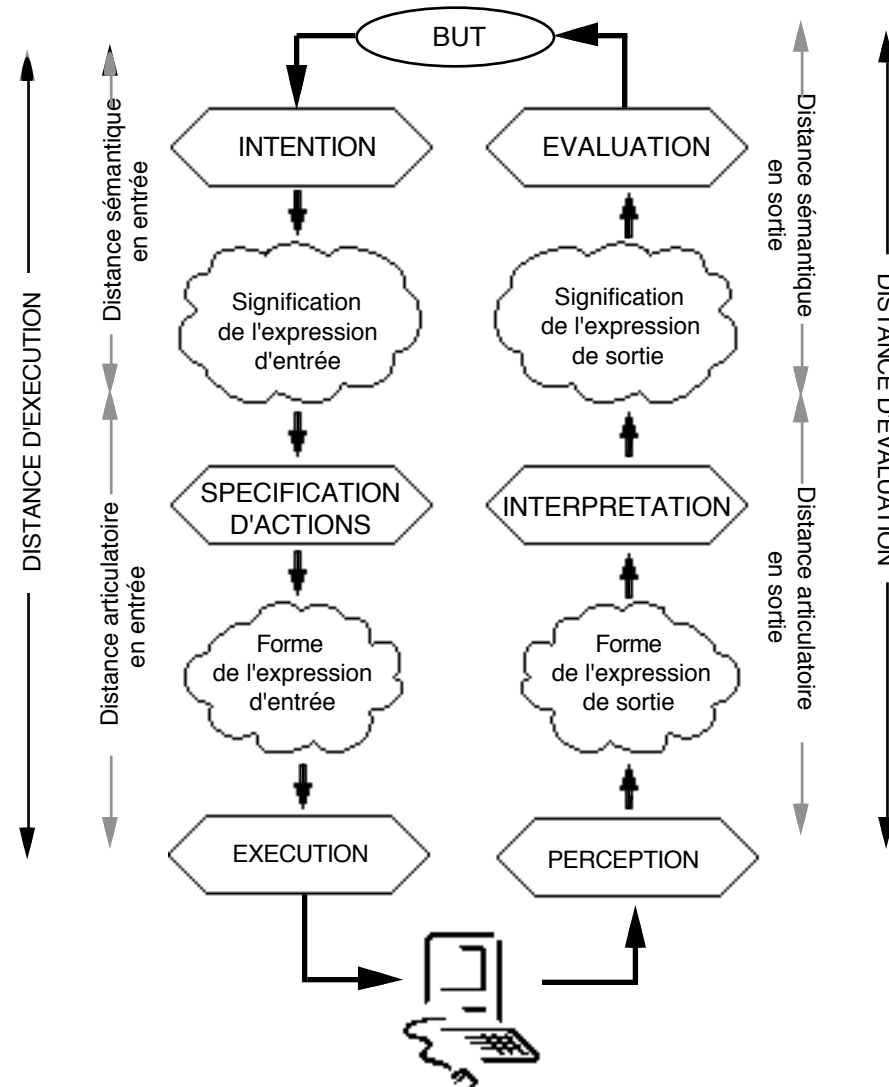 BUT
INTENTION
EVALUATION
Distance sémantique
en entrée
Distance sémantique
en sortie
Signification
de l'expression
d'entrée
Signification
de l'expression
de sortie
DISTANCE D'EXECUTION
DISTANCE D'EVALUATION
SPECIFICATION
D'ACTIONS
INTERPRETATION
Distance articulatoire
en entrée
Distance articulatoire
en sortie
Forme
de l'expression
d'entrée
Forme
de l'expression
de sortie
EXECUTION
PERCEPTION